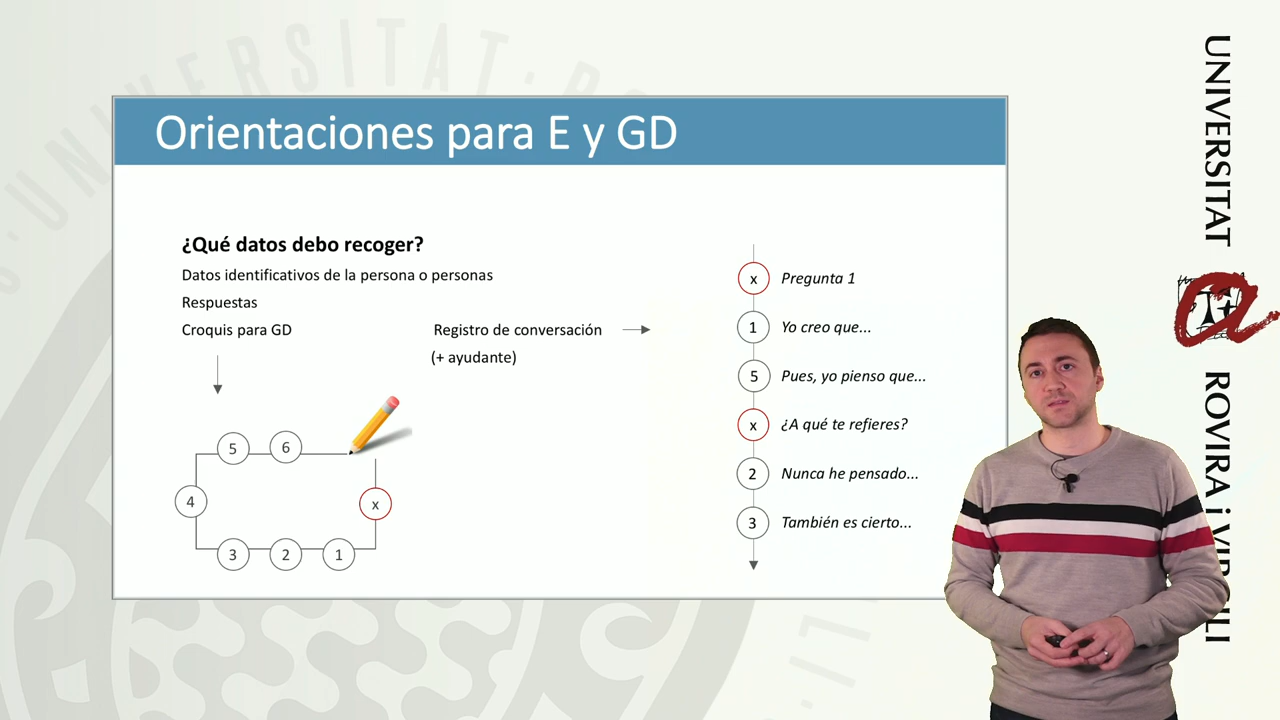 Orientaciones para E y GD
¿Qué datos debo recoger?
Datos identificativos de la persona o personas
Respuestas
Croquis para GD
Registro de conversación
(+ ayudante)
5
6
4
x
3
2
1
x Pregunta 1
1 Yo creo que...
5 Pues, yo pienso que...
x ¿A qué te refieres?
2 Nunca he pensado...
3 También es cierto...
UNIVERSITAT
ROVIRA i VIRGILI